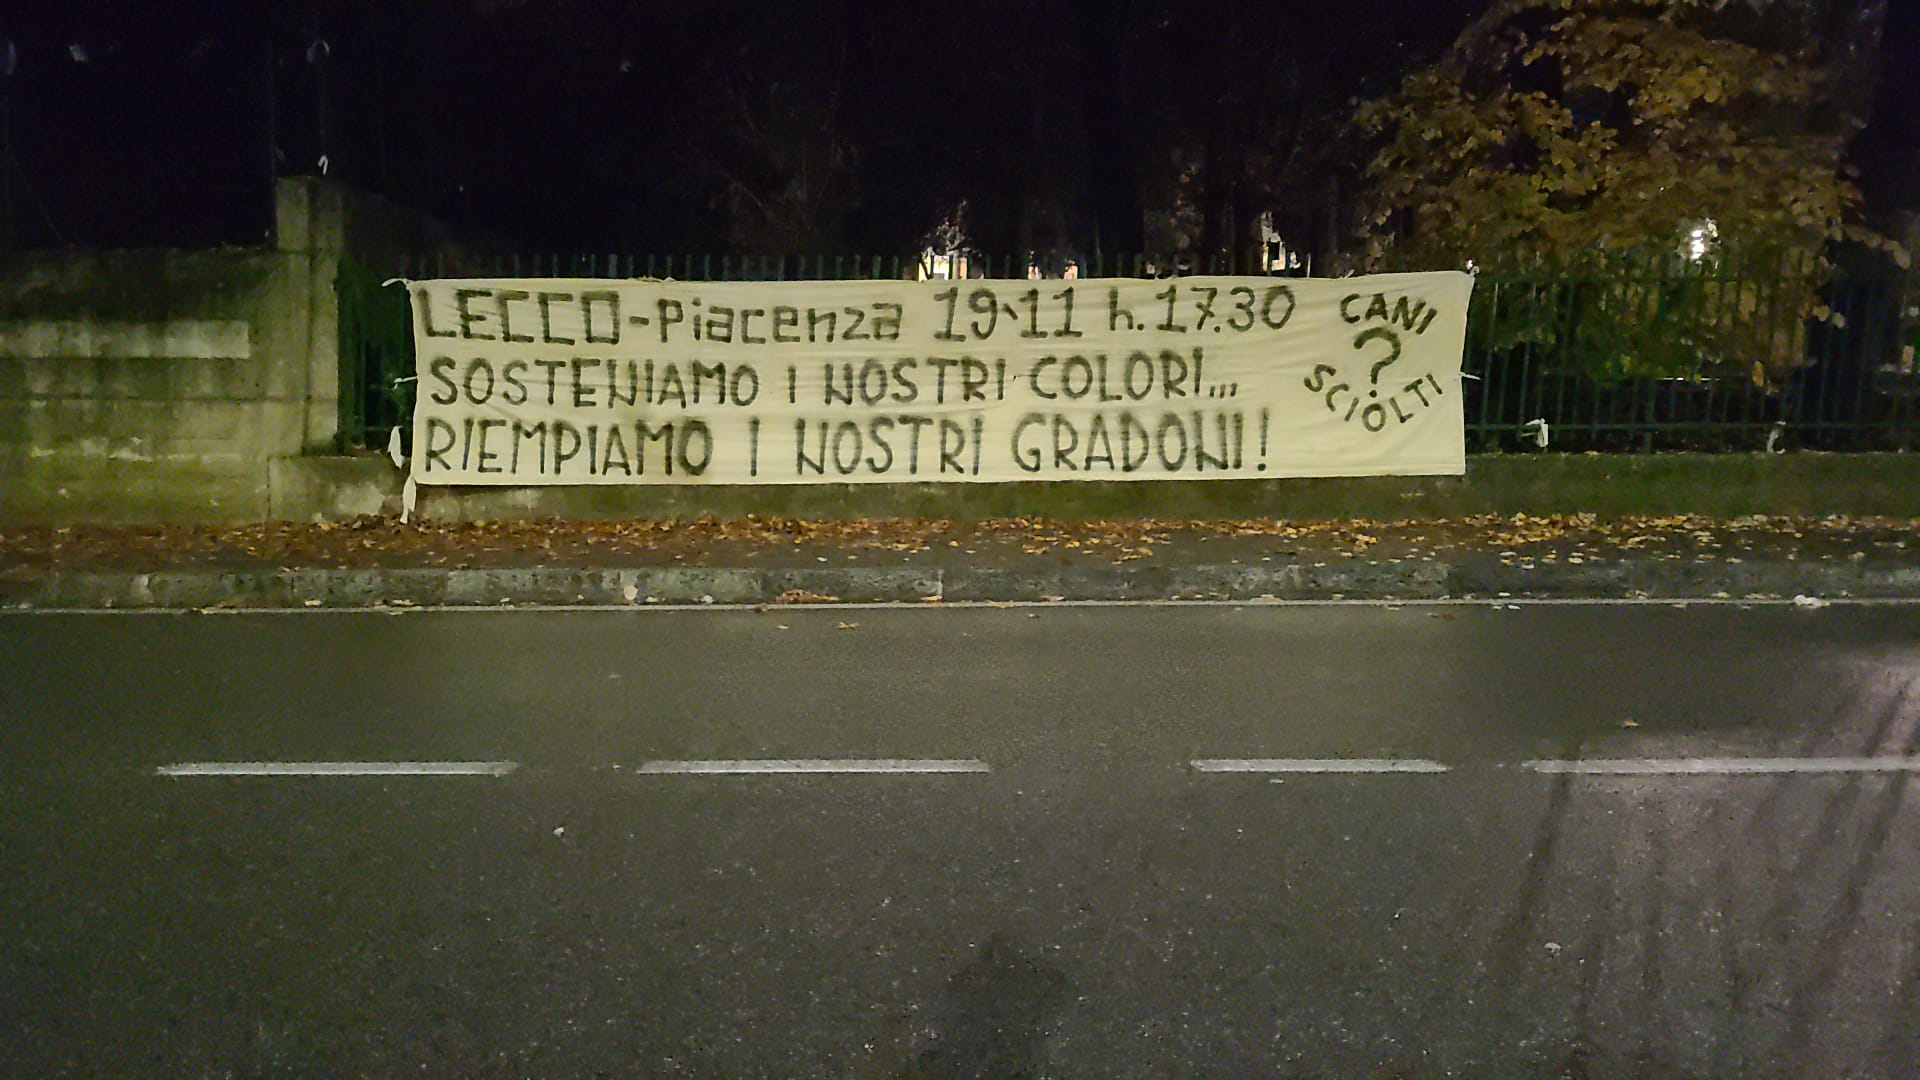 LECCO-Piacenza 19-11 h.17.30
SOSTENIAMO I NOSTRI COLORI...
RIEMPIAMO I NOSTRI GRADONI!
CANI
?
SCIOLTI